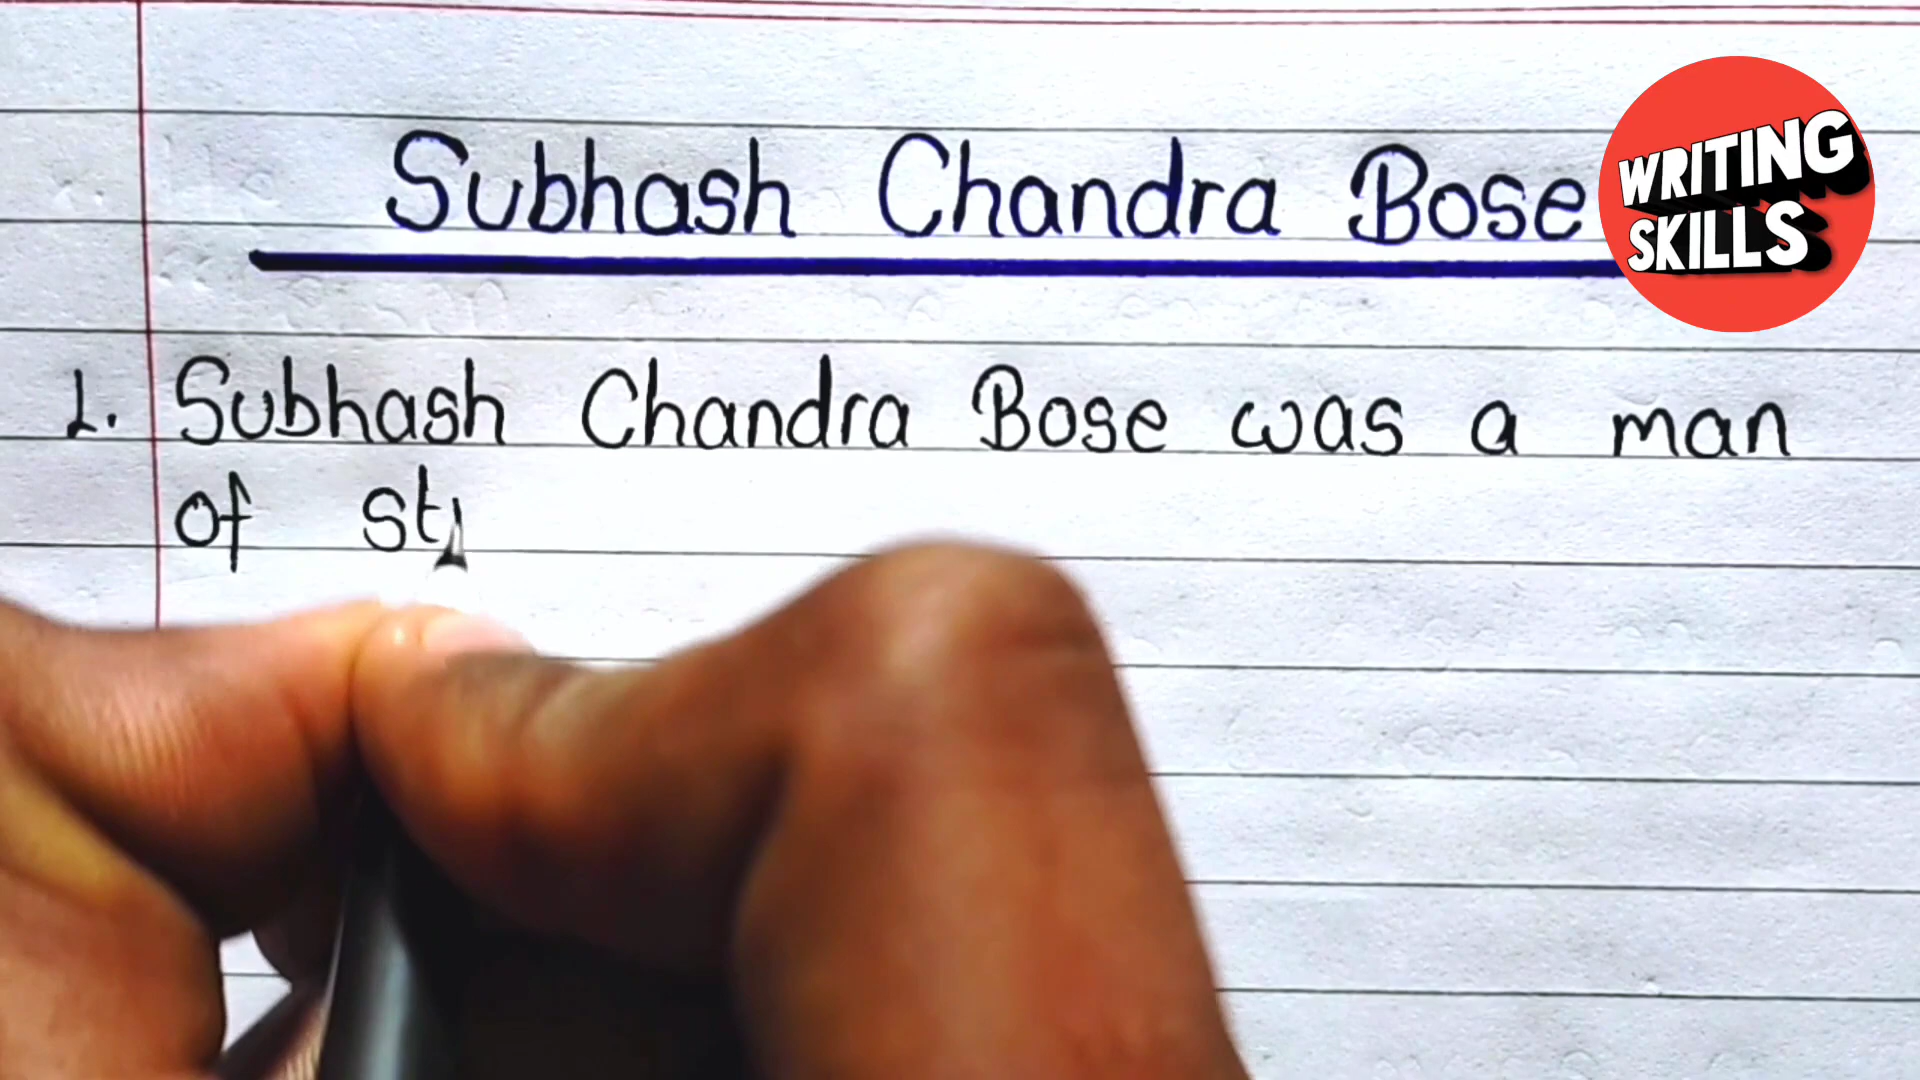 Subhash Chandra Bose
WRITING
SKILLS
1. Subhash Chandra Bose was a man
of